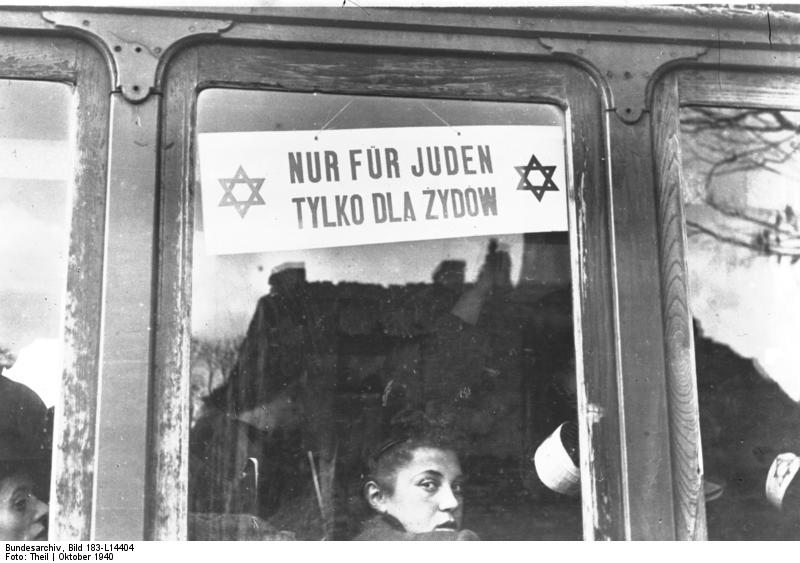 NUR FÜR JUDEN
TYLKO DLA ŻYDÓW
Bundesarchiv, Bild 183-L14404
Foto: Theil | Oktober 1940